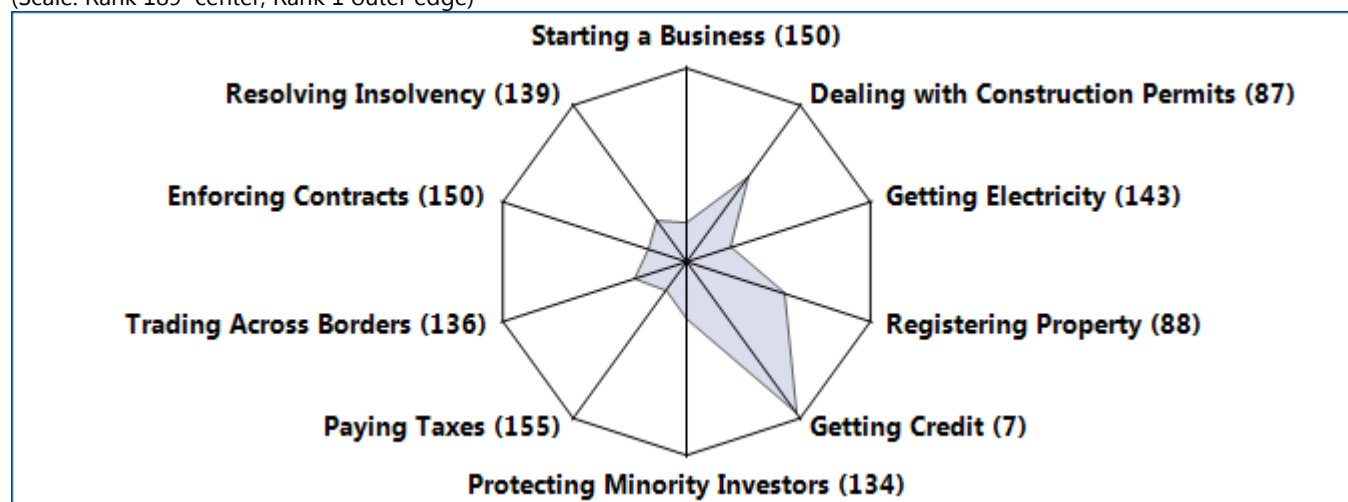 (Scale: Rank 189 center, Rank 1 outer edge)
Starting a Business (150)
Resolving Insolvency (139)
Dealing with Construction Permits (87)
Enforcing Contracts (150)
Getting Electricity (143)
Trading Across Borders (136)
Registering Property (88)
Paying Taxes (155)
Getting Credit (7)
Protecting Minority Investors (134)